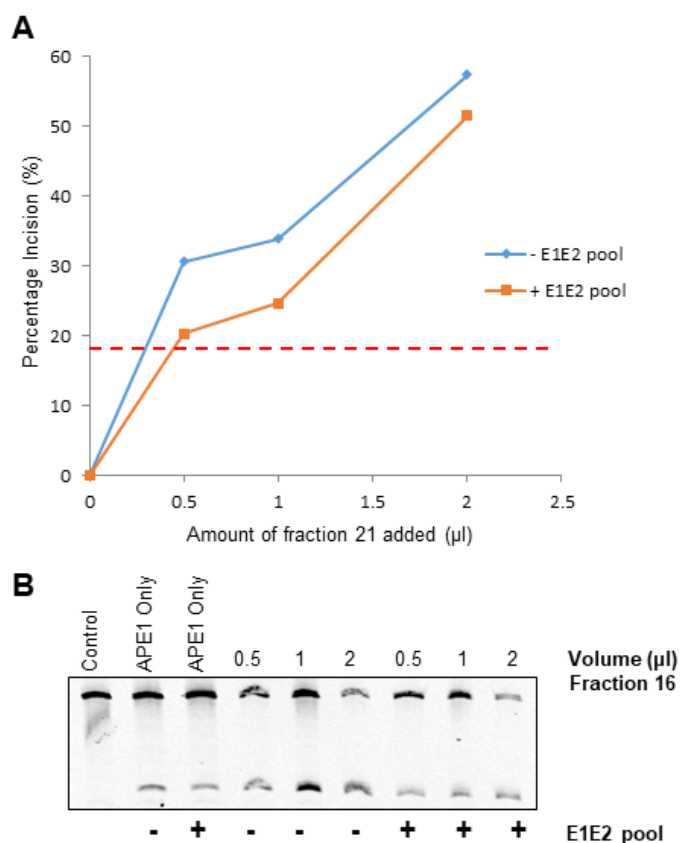 A
60
50
40
30
20
10
0
Percentage Incision (%)
- E1E2 pool
+ E1E2 pool
0 0.5 1 1.5 2 2.5
Amount of fraction 21 added (µl)
B
Control
APE1 Only
APE1 Only
0.5 1 2 0.5 1 2
Volume (µl)
Fraction 16
- + - - - + + +
E1E2 pool